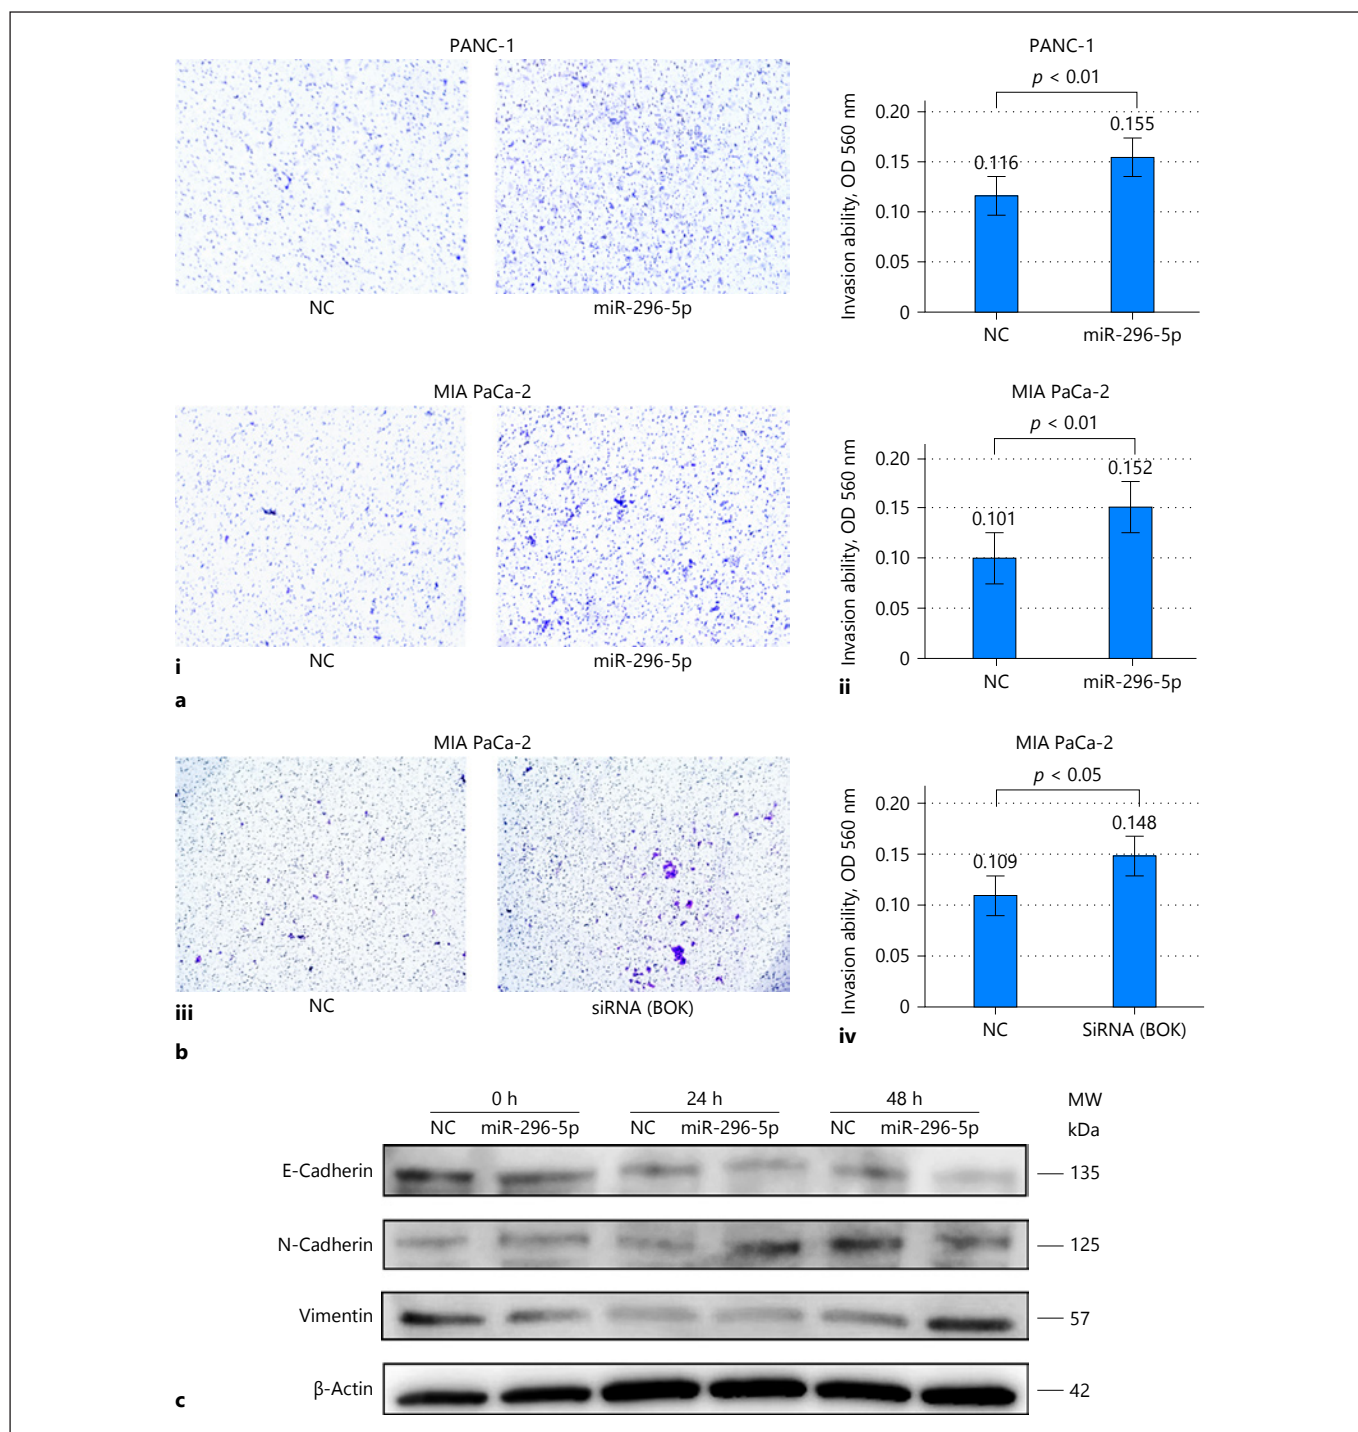 PANC-1
NC
miR-296-5p
PANC-1
p < 0.01
Invasion ability, OD 560 nm
0.20
0.15
0.10
0.05
0
0.116
0.155
NC
miR-296-5p
MIA PaCa-2
NC
miR-296-5p
i
a
MIA PaCa-2
p < 0.01
Invasion ability, OD 560 nm
0.20
0.15
0.10
0.05
0
0.101
0.152
NC
miR-296-5p
ii
MIA PaCa-2
NC
siRNA (BOK)
iii
b
MIA PaCa-2
p < 0.05
Invasion ability, OD 560 nm
0.20
0.15
0.10
0.05
0
0.109
0.148
NC
SiRNA (BOK)
iv
0 h 24 h 48 h MW
NC miR-296-5p NC miR-296-5p NC miR-296-5p kDa
E-Cadherin 135
N-Cadherin 125
Vimentin 57
β-Actin 42
c